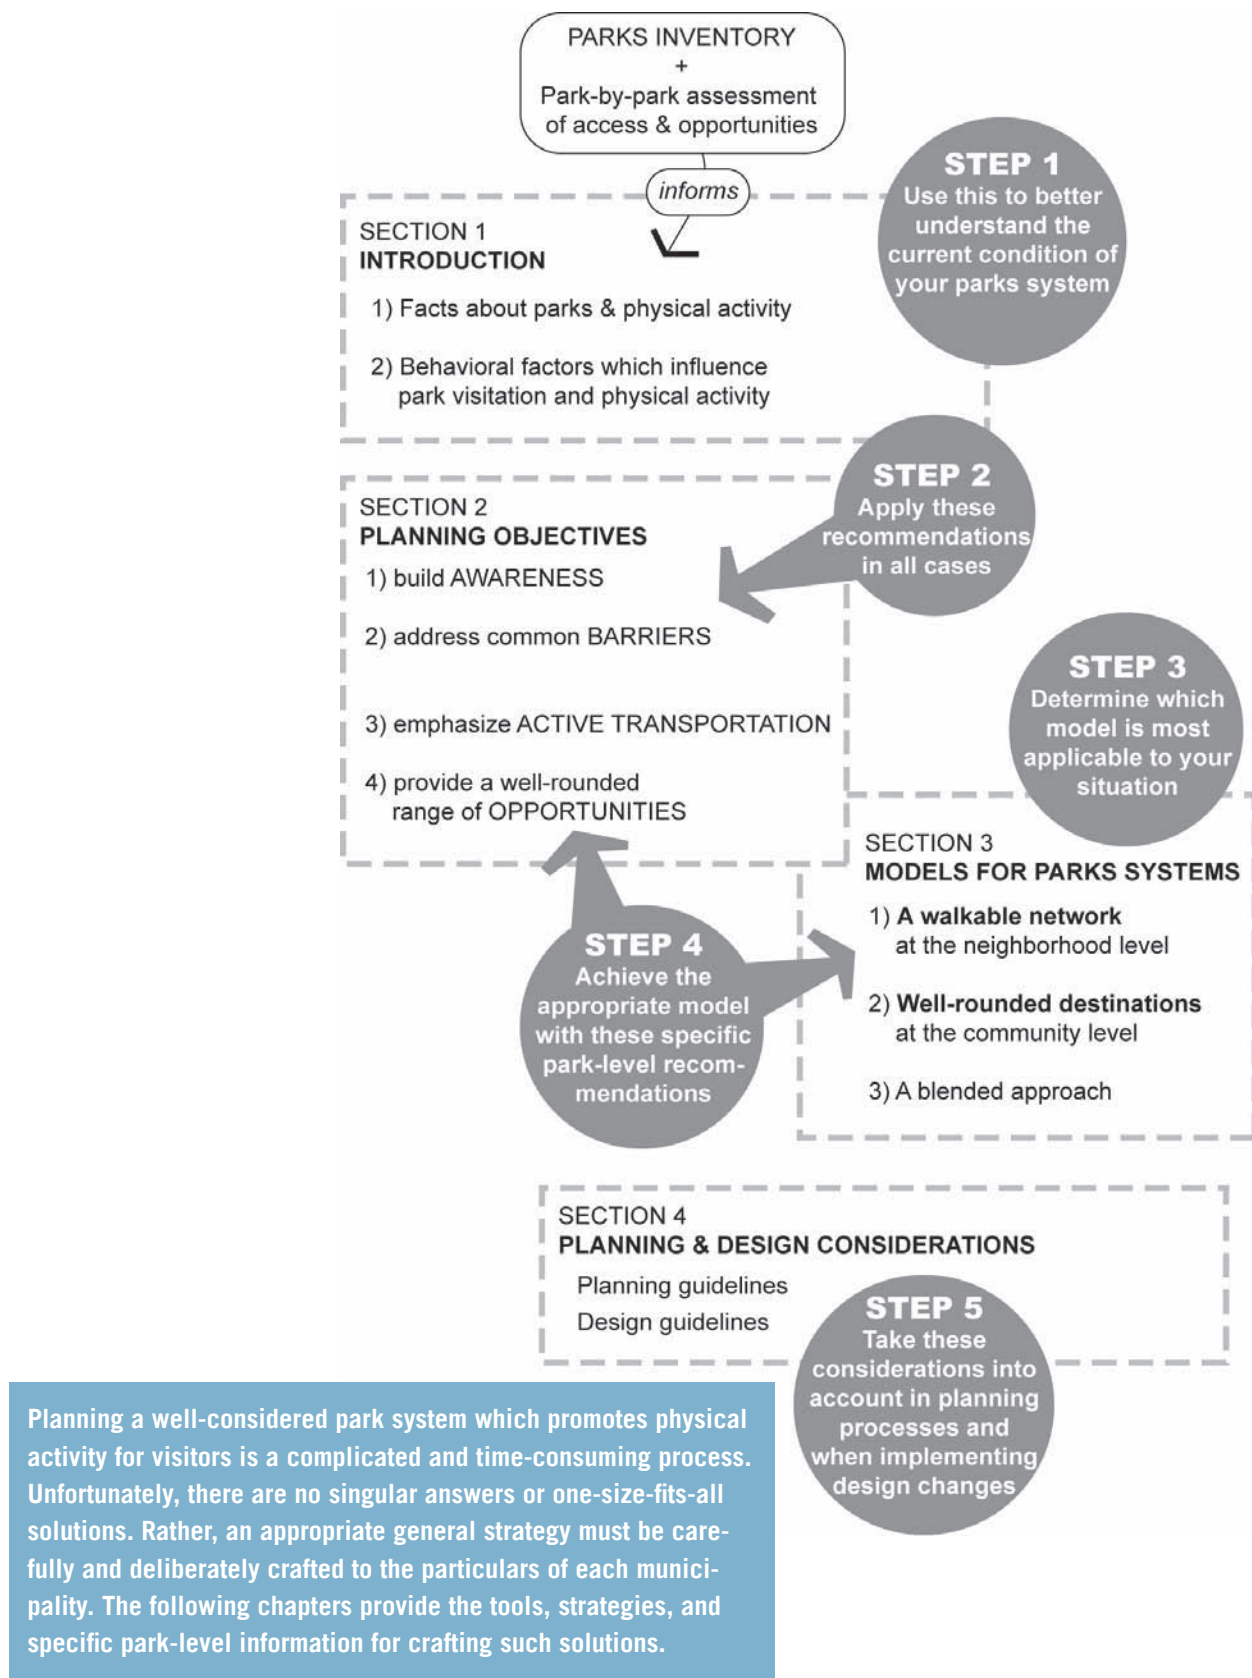 PARKS INVENTORY
+
Park-by-park assessment
of access & opportunities
informs
STEP 1
Use this to better
understand the
current condition of
your parks system
SECTION 1
INTRODUCTION
1) Facts about parks & physical activity
2) Behavioral factors which influence
park visitation and physical activity
STEP 2
Apply these
recommendations
in all cases
SECTION 2
PLANNING OBJECTIVES
1) build AWARENESS
2) address common BARRIERS
3) emphasize ACTIVE TRANSPORTATION
4) provide a well-rounded
range of OPPORTUNITIES
STEP 3
Determine which
model is most
applicable to your
situation
SECTION 3
MODELS FOR PARKS SYSTEMS
1) A walkable network
at the neighborhood level
2) Well-rounded destinations
at the community level
3) A blended approach
STEP 4
Achieve the
appropriate model
with these specific
park-level recom-
mendations
SECTION 4
PLANNING & DESIGN CONSIDERATIONS
Planning guidelines
Design guidelines
STEP 5
Take these
considerations into
account in planning
processes and
when implementing
design changes
Planning a well-considered park system which promotes physical
activity for visitors is a complicated and time-consuming process.
Unfortunately, there are no singular answers or one-size-fits-all
solutions. Rather, an appropriate general strategy must be care-
fully and deliberately crafted to the particulars of each munici-
pality. The following chapters provide the tools, strategies, and
specific park-level information for crafting such solutions.